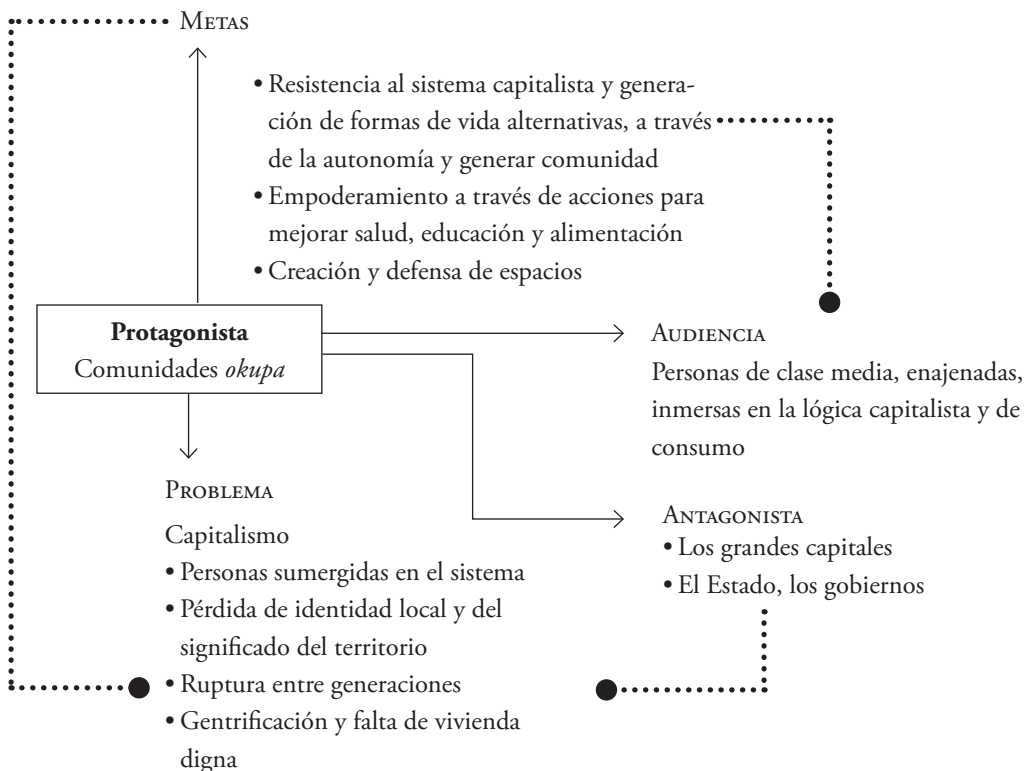 METAS
• Resistencia al sistema capitalista y genera-
ción de formas de vida alternativas, a través
de la autonomía y generar comunidad
• Empoderamiento a través de acciones para
mejorar salud, educación y alimentación
• Creación y defensa de espacios
Protagonista
Comunidades okupa
AUDIENCIA
Personas de clase media, enajenadas,
inmersas en la lógica capitalista y de
consumo
PROBLEMA
Capitalismo
• Personas sumergidas en el sistema
• Pérdida de identidad local y del
significado del territorio
• Ruptura entre generaciones
• Gentrificación y falta de vivienda
digna
ANTAGONISTA
• Los grandes capitales
• El Estado, los gobiernos